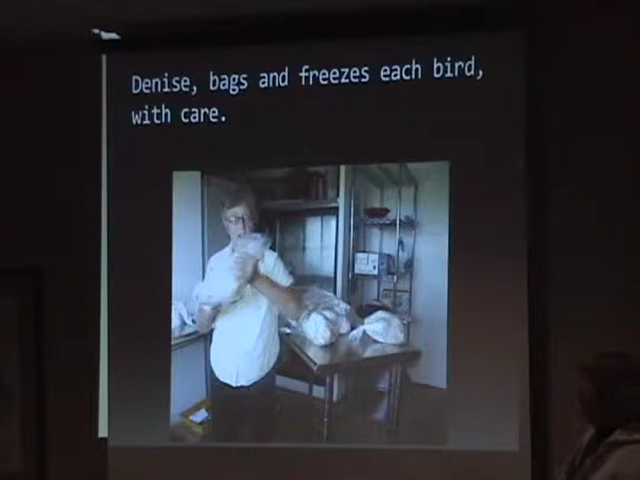 Denise, bags and freezes each bird,
with care.